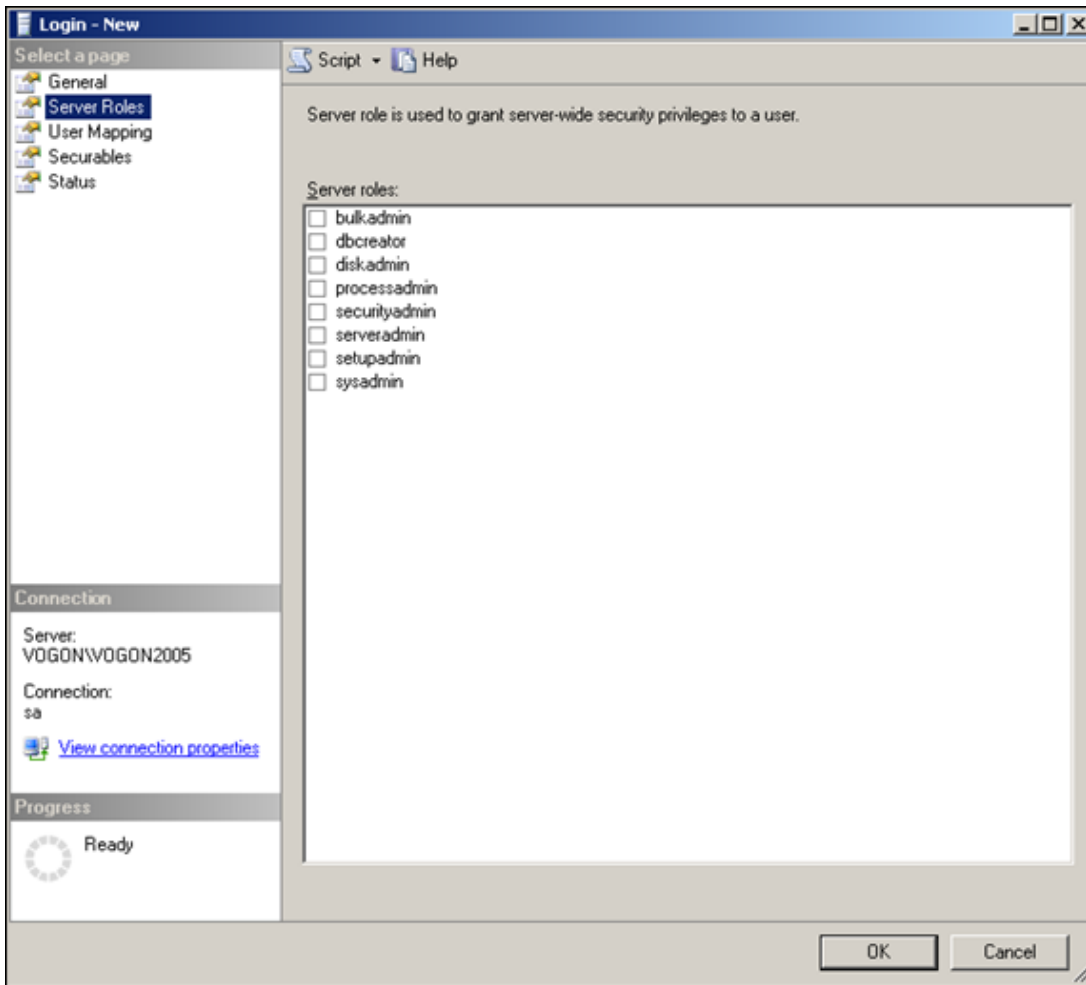 Login - New
Select a page
General
Server Roles
User Mapping
Securables
Status
Script
Help
Server role is used to grant server-wide security privileges to a user.
Server roles:
bulkadmin
dbcreator
diskadmin
processadmin
securityadmin
serveradmin
setupadmin
sysadmin
Connection
Server:
VOGON\VOGON2005
Connection:
sa
View connection properties
Progress
Ready
OK
Cancel